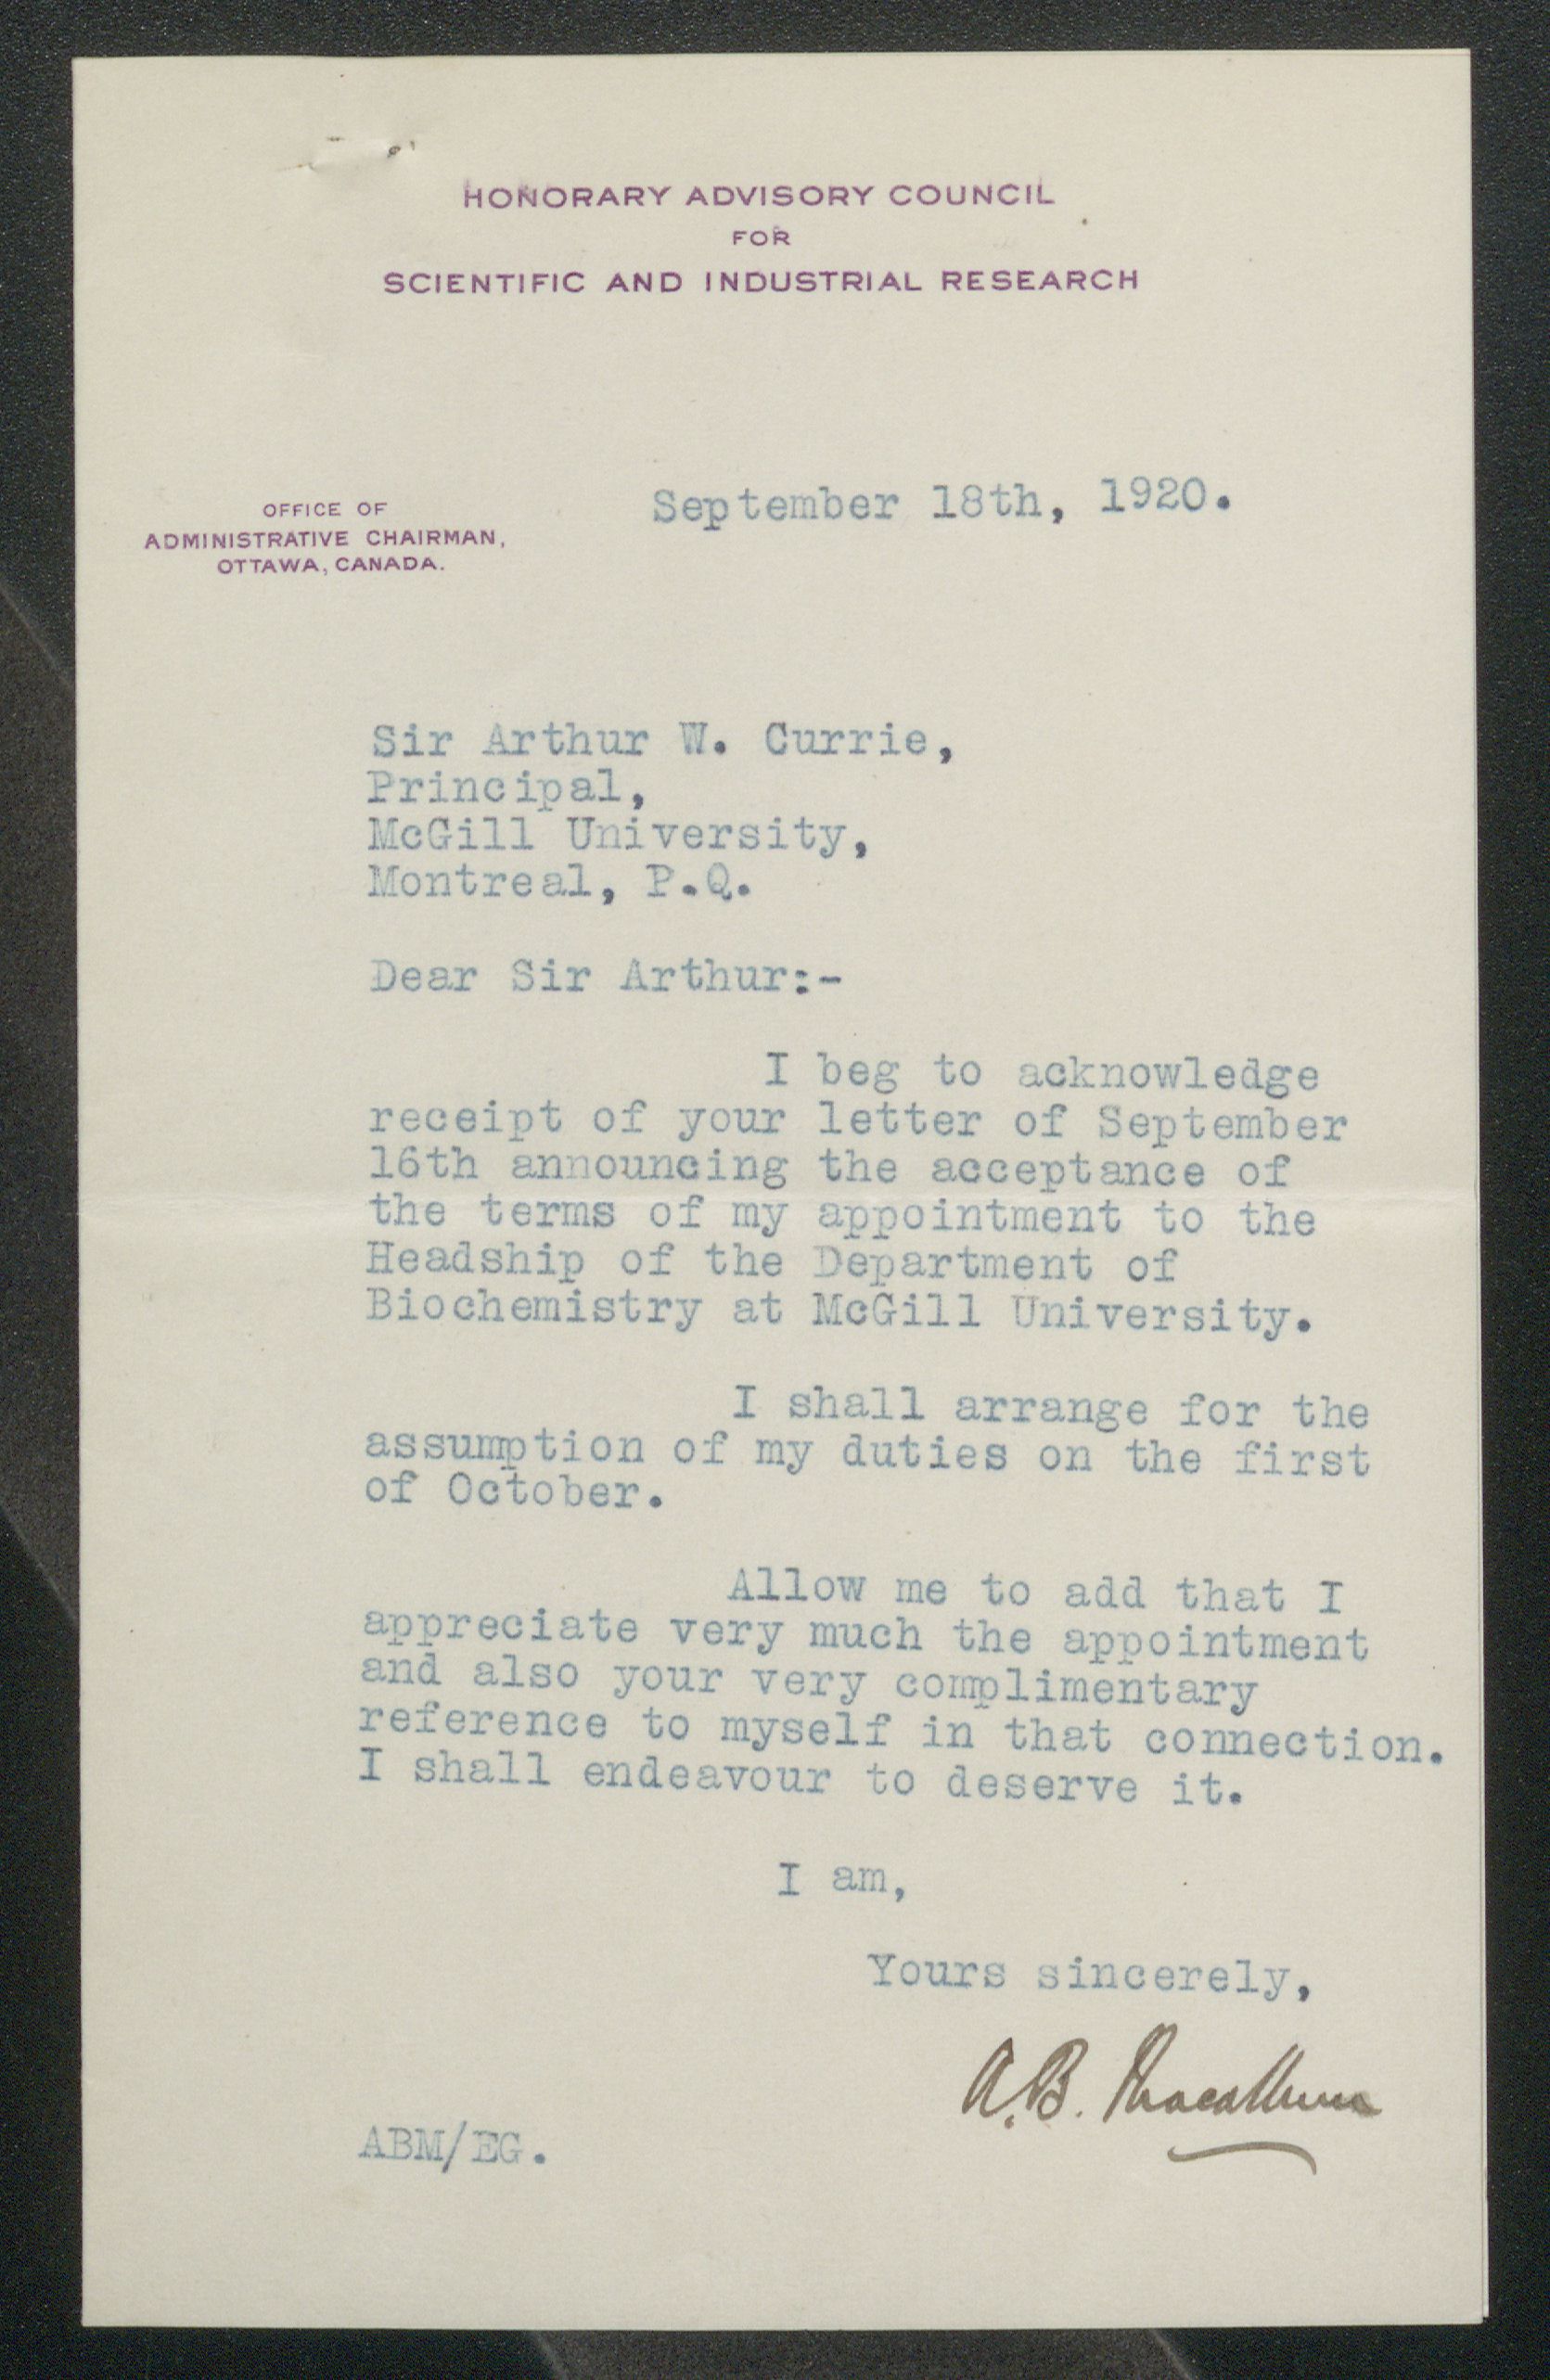 HONORARY ADVISORY COUNCIL
FOR
SCIENTIFIC AND INDUSTRIAL RESEARCH
OFFICE OF
ADMINISTRATIVE CHAIRMAN,
OTTAWA, CANADA.
September 18th, 1920.
Sir Arthur W. Currie,
Principal,
McGill University,
Montreal, P.Q.
Dear Sir Arthur:-
I beg to acknowledge
receipt of your letter of September
16th announcing the acceptance of
the terms of my appointment to the
Headship of the Department of
Biochemistry at McGill University.
I shall arrange for the
assumption of my duties on the first
of October.
Allow me to add that I
appreciate very much the appointment
and also your very complimentary
reference to myself in that connection.
I shall endeavour to deserve it.
I am,
Yours sincerely,
A.B. Macallum
ABM/EG.